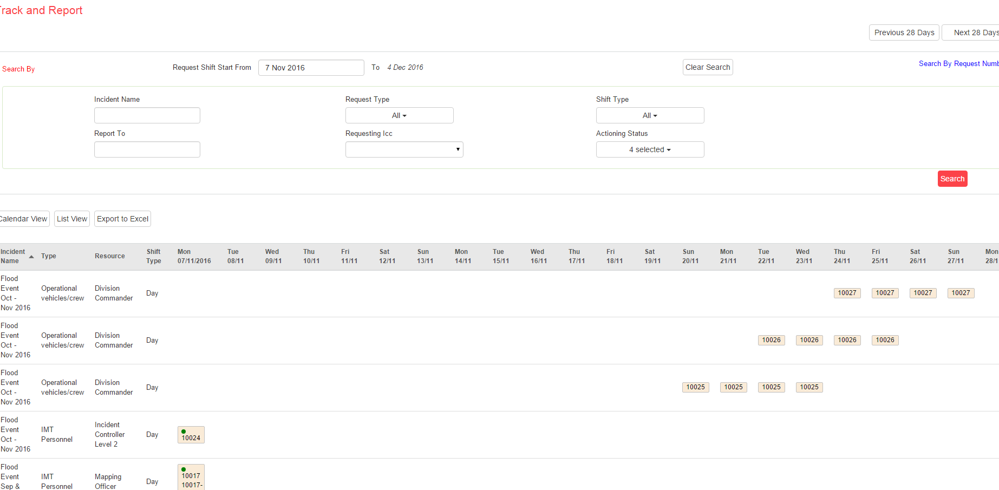 Track and Report
Previous 28 Days Next 28 Days
Search By Request Shift Start From 7 Nov 2016 To 4 Dec 2016 Clear Search Search By Request Numb
Incident Name Request Type Shift Type
All All
Report To Requesting Icc Actioning Status
4 selected
Search
Calendar View List View Export to Excel
Incident Name Type Resource Shift Type Mon 07/11/2016 Tue 08/11 Wed 09/11 Thu 10/11 Fri 11/11 Sat 12/11 Sun 13/11 Mon 14/11 Tue 15/11 Wed 16/11 Thu 17/11 Fri 18/11 Sat 19/11 Sun 20/11 Mon 21/11 Tue 22/11 Wed 23/11 Thu 24/11 Fri 25/11 Sat 26/11 Sun 27/11 Mon 28/1
Flood Event Oct - Nov 2016 Operational vehicles/crew Division Commander Day 10027 10027 10027 10027
Flood Event Oct - Nov 2016 Operational vehicles/crew Division Commander Day 10026 10026 10026 10026
Flood Event Oct - Nov 2016 Operational vehicles/crew Division Commander Day 10025 10025 10025 10025
Flood Event Oct - Nov 2016 IMT Personnel Incident Controller Level 2 Day 10024
Flood Event Sep & IMT Personnel Mapping Officer Day 10017 10017-